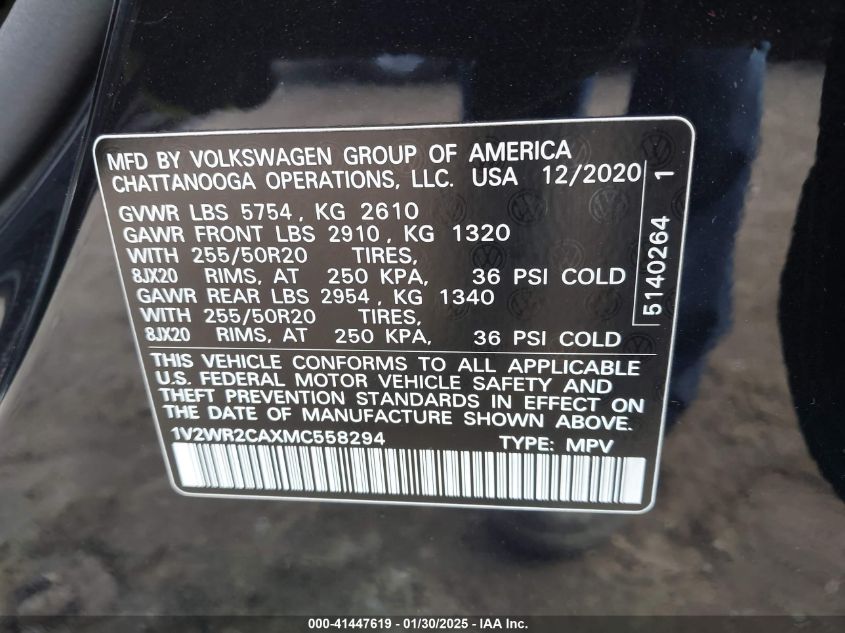 MFD BY VOLKSWAGEN GROUP OF AMERICA
CHATTANOOGA OPERATIONS, LLC. USA 12/2020
GVWR LBS 5754, KG 2610
GAWR FRONT LBS 2910, KG 1320
WITH 255/50R20 TIRES,
8JX20 RIMS, AT 250 KPA, 36 PSI COLD
GAWR REAR LBS 2954, KG 1340
WITH 255/50R20 TIRES,
8JX20 RIMS, AT 250 KPA, 36 PSI COLD
5140264 1
THIS VEHICLE CONFORMS TO ALL APPLICABLE
U.S. FEDERAL MOTOR VEHICLE SAFETY AND
THEFT PREVENTION STANDARDS IN EFFECT ON
THE DATE OF MANUFACTURE SHOWN ABOVE.
1V2WR2CAXMC558294 TYPE: MPV
000-41447619 - 01/30/2025 - IAA Inc.